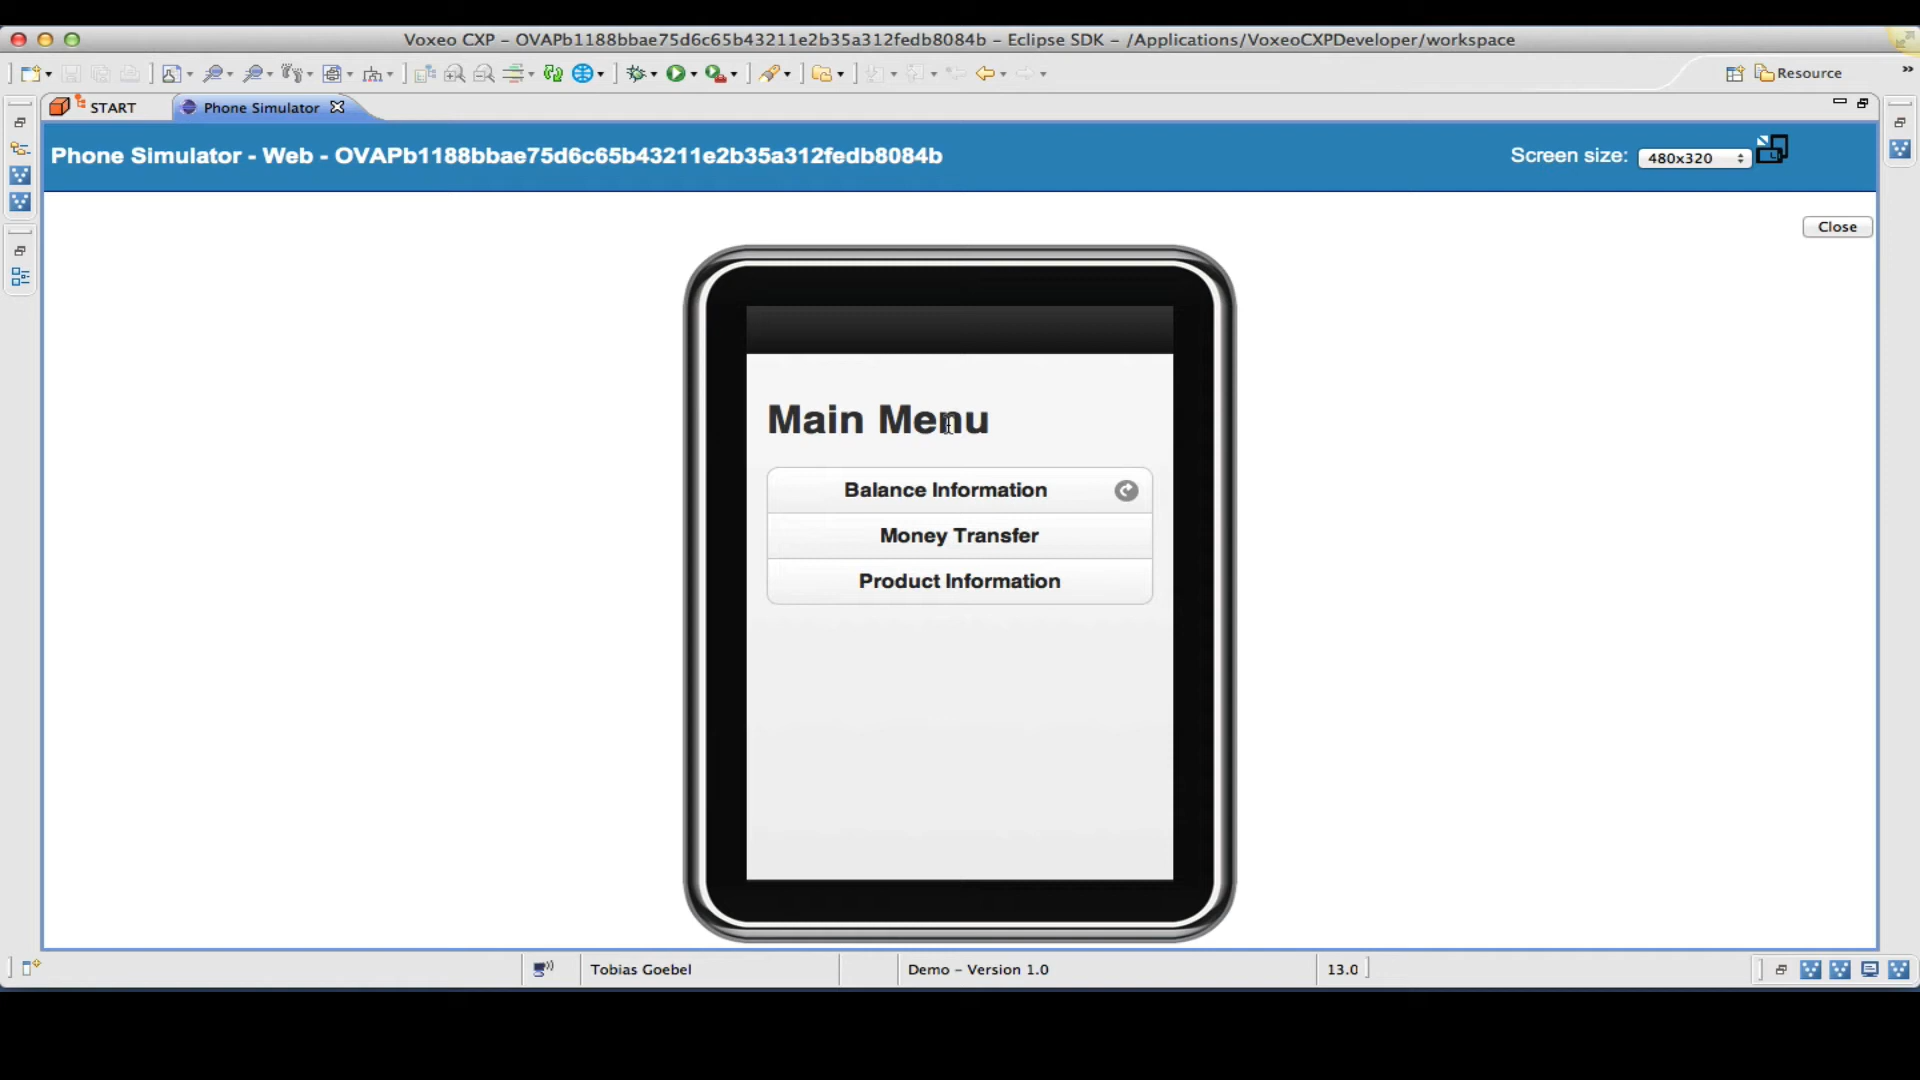 Voxeo CXP – OVAPb1188bbae75d6c65b43211e2b35a312fedb8084b – Eclipse SDK – /Applications/VoxeoCXPDeveloper/workspace
Resource
START
Phone Simulator
Phone Simulator - Web - OVAPb1188bbae75d6c65b43211e2b35a312fedb8084b
Screen size:
480x320
Close
Main Menu
Balance Information
Money Transfer
Product Information
Tobias Goebel
Demo – Version 1.0
13.0